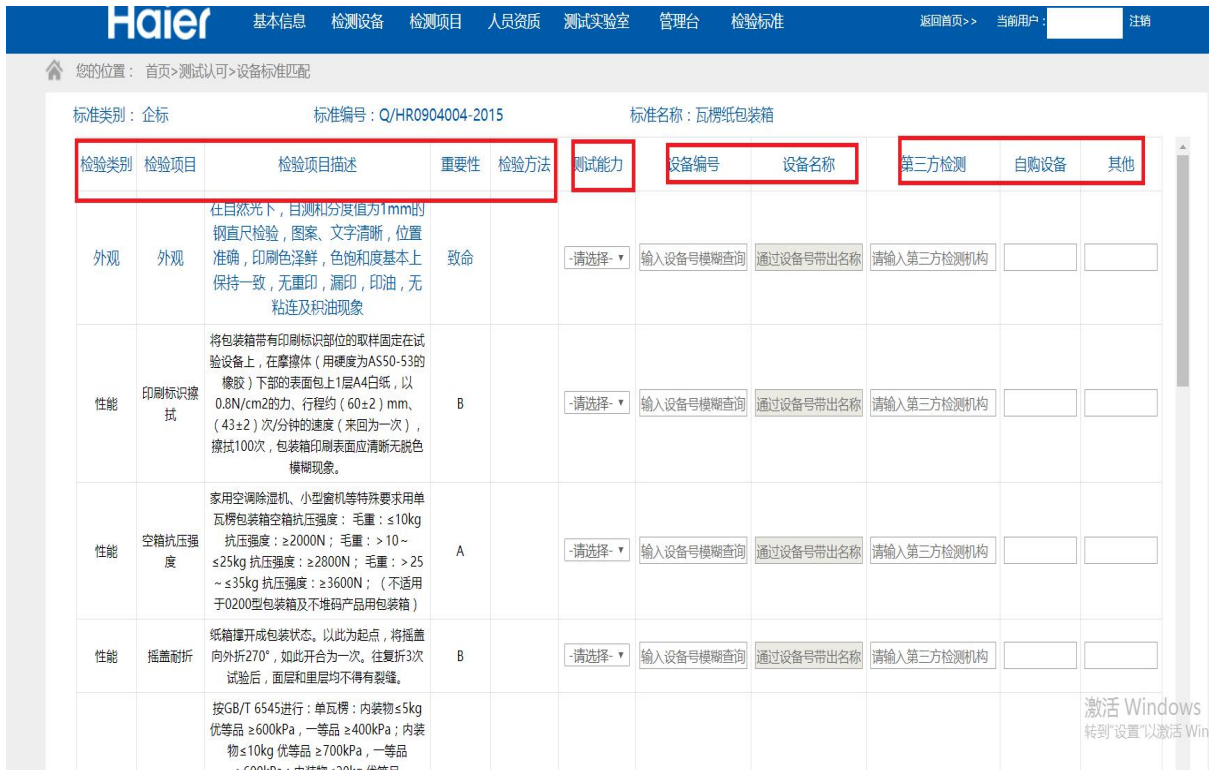 Haier 基本信息 检测设备 检测项目 人员资质 测试实验室 管理台 检验标准 返回首页>> 当前用户： 注销
您的位置： 首页>测试认可>设备标准匹配
标准类别：企标 标准编号：Q/HR0904004-2015 标准名称：瓦楞纸包装箱
检验类别 检验项目 检验项目描述 重要性 检验方法 测试能力 设备编号 设备名称 第三方检测 自购设备 其他
在自然光下，目测和分度值为1mm的
钢直尺检验，图案、文字清晰，位置
外观 外观 准确，印刷色泽鲜，色饱和度基本上 致命 -请选择- 输入设备号模糊查询 通过设备号带出名称 请输入第三方检测机构
保持一致，无重印，漏印，印油，无
粘连及积油现象
将包装箱带有印刷标识部位的取样固定在试
验设备上，在摩擦体（用硬度为AS50-53的
橡胶）下部的表面包上1层A4白纸，以
性能 印刷标识擦拭 0.8N/cm2的力、行程约（60±2）mm、 B -请选择- 输入设备号模糊查询 通过设备号带出名称 请输入第三方检测机构
（43±2）次/分钟的速度（来回为一次），
擦拭100次，包装箱印刷表面应清晰无脱色
模糊现象。
家用空调除湿机、小型窗机等特殊要求用单
瓦楞包装箱空箱抗压强度： 毛重：≤10kg
抗压强度：≥2000N； 毛重：>10～
性能 空箱抗压强度 ≤25kg 抗压强度：≥2800N； 毛重：>25 A -请选择- 输入设备号模糊查询 通过设备号带出名称 请输入第三方检测机构
～≤35kg 抗压强度：≥3600N； （不适用
于0200型包装箱及不堆码产品用包装箱）
纸箱撑开成包装状态。以此为起点，将摇盖
性能 摇盖耐折 向外折270°，如此开合为一次。往复折3次 B -请选择- 输入设备号模糊查询 通过设备号带出名称 请输入第三方检测机构
试验后，面层和里层均不得有裂缝。
按GB/T 6545进行：单瓦楞：内装物≤5kg
优等品 ≥600kPa，一等品 ≥400kPa；内装
物≤10kg 优等品 ≥700kPa，一等品
激活 Windows
转到"设置"以激活 Win